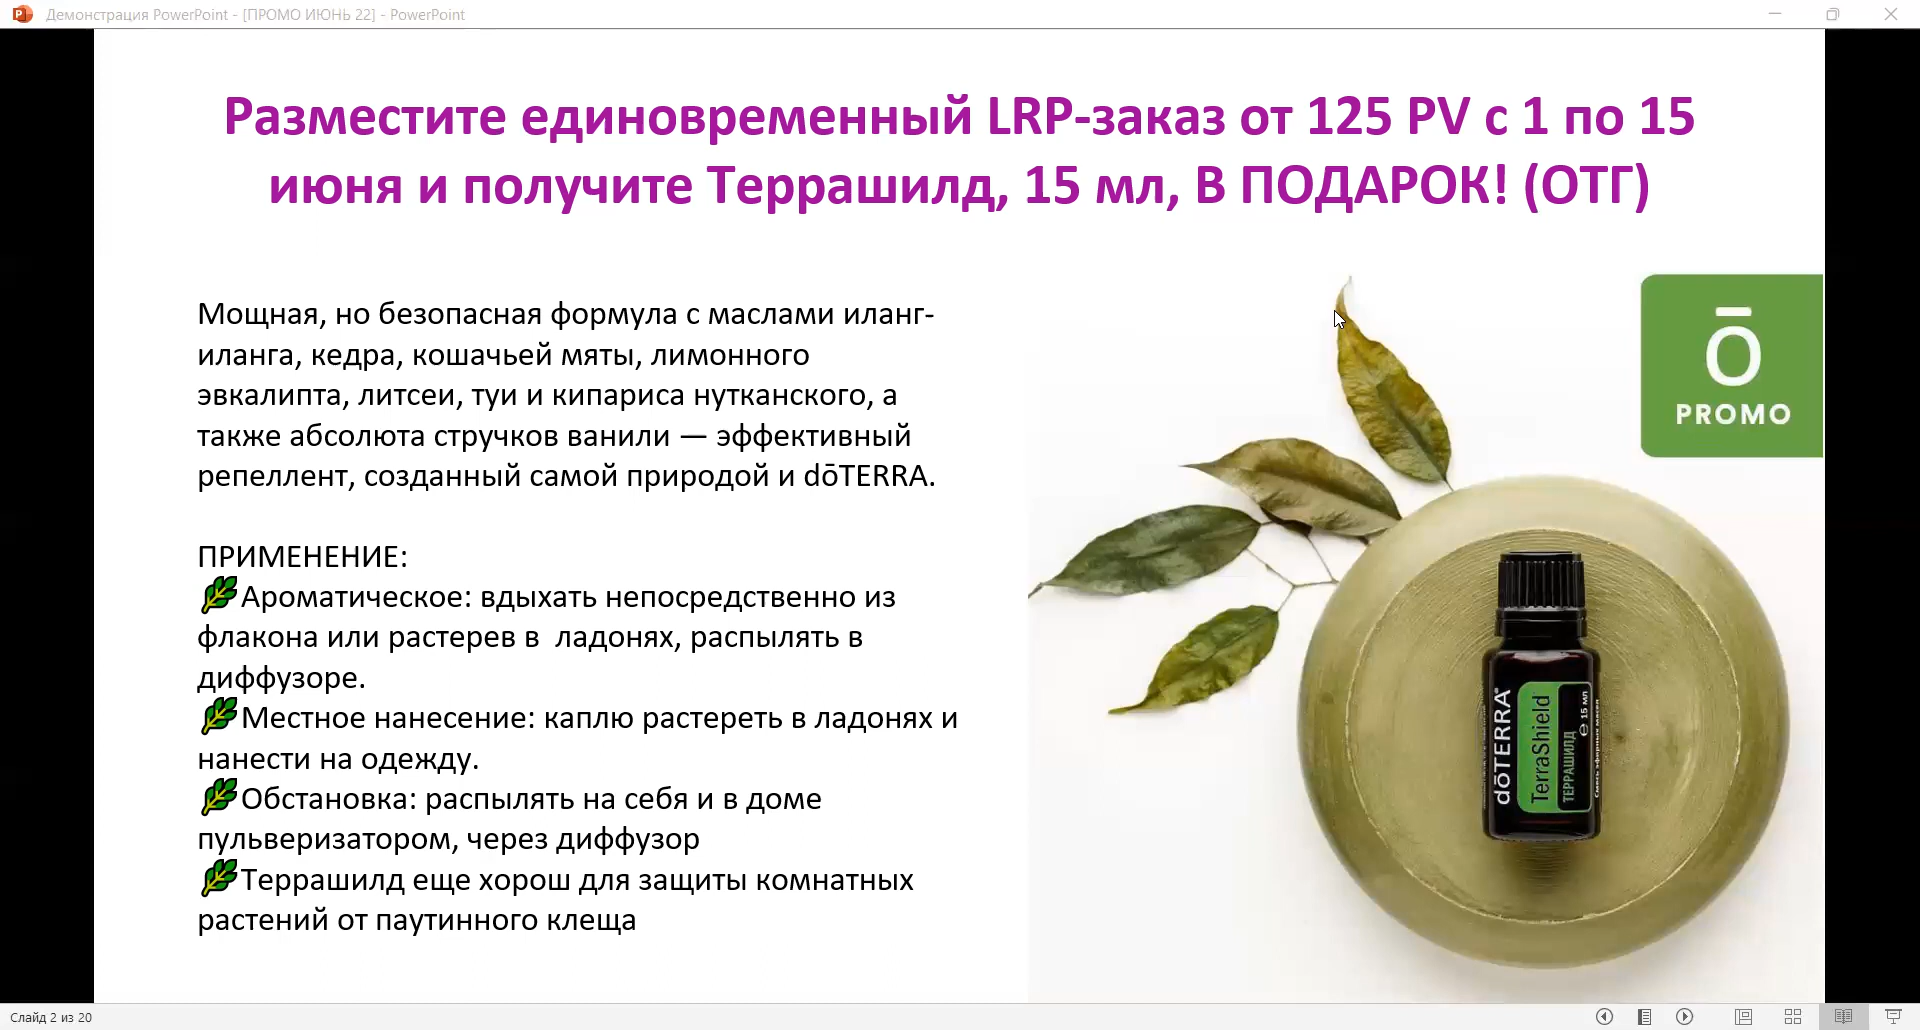 Демонстрация PowerPoint - [ПРОМО ИЮНЬ 22] - PowerPoint
Разместите единовременный LRP-заказ от 125 PV с 1 по 15
июня и получите Террашилд, 15 мл, В ПОДАРОК! (ОТГ)
Мощная, но безопасная формула с маслами иланг-
иланга, кедра, кошачьей мяты, лимонного
эвкалипта, литсеи, туи и кипариса нутканского, а
также абсолюта стручков ванили — эффективный
репеллент, созданный самой природой и dōTERRA.
ПРИМЕНЕНИЕ:
Ароматическое: вдыхать непосредственно из
флакона или растерев в  ладонях, распылять в
диффузоре.
Местное нанесение: каплю растереть в ладонях и
нанести на одежду.
Обстановка: распылять на себя и в доме
пульверизатором, через диффузор
Террашилд еще хорош для защиты комнатных
растений от паутинного клеща
Ō
PROMO
dōTERRA®
TerraShield
ТЕРРАШИЛД
℮ 15 мл
Смесь эфирных масел
Слайд 2 из 20